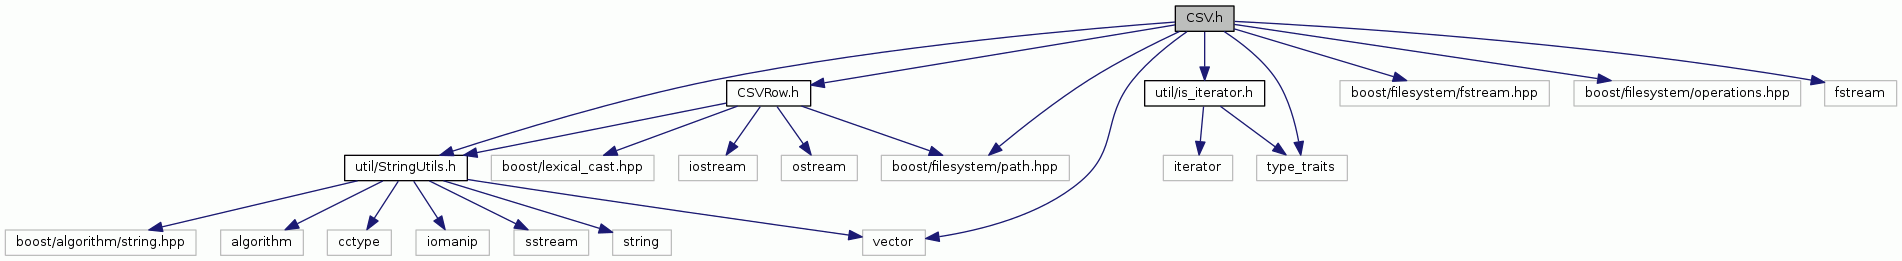 CSV.h
CSVRow.h
util/is_iterator.h
boost/filesystem/fstream.hpp
boost/filesystem/operations.hpp
fstream
util/StringUtils.h
boost/lexical_cast.hpp
iostream
ostream
boost/filesystem/path.hpp
iterator
type_traits
boost/algorithm/string.hpp
algorithm
cctype
iomanip
sstream
string
vector